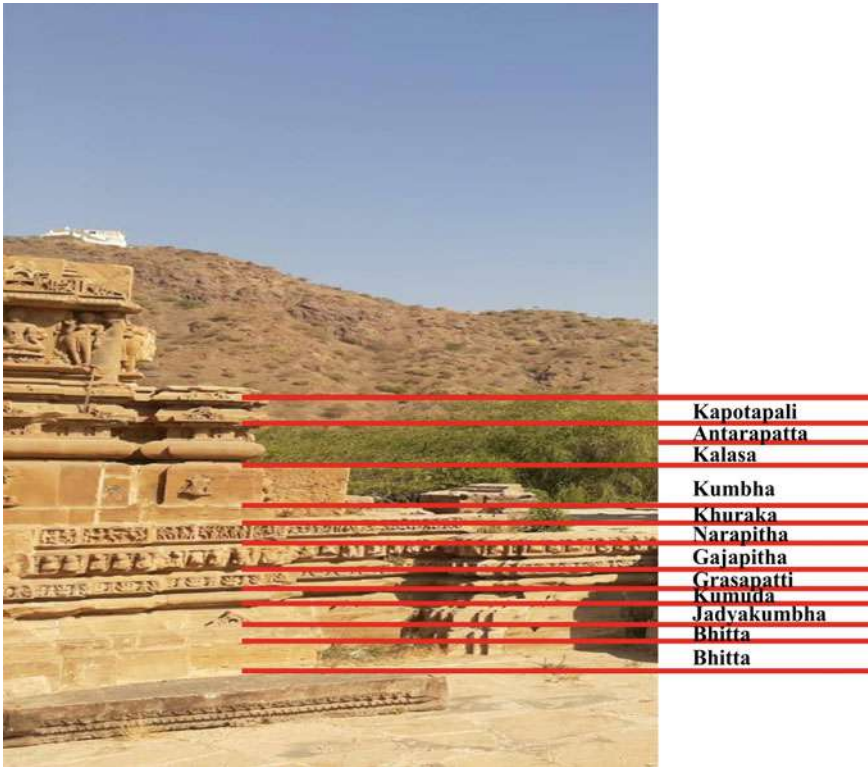 Kapotapali
Antarapatta
Kalasa
Kumbha
Khuraka
Narapitha
Gajapitha
Grasapatti
Kumuda
Jadyakumbha
Bhitta
Bhitta